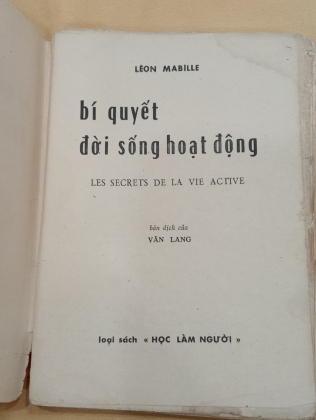 LÉON MABILLE
bí quyết
đời sống hoạt động
LES SECRETS DE LA VIE ACTIVE
bản dịch của
VĂN LANG
loại sách « HỌC LÀM NGƯỜI »